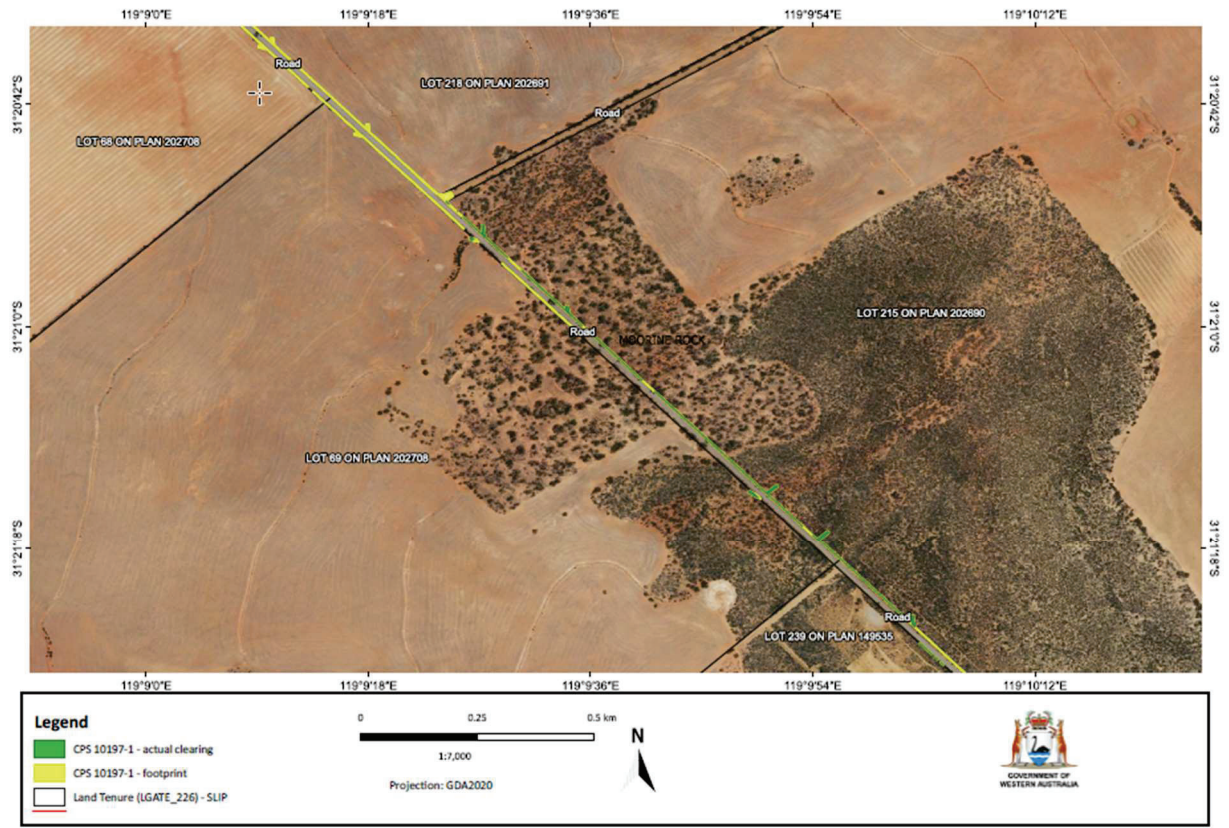 119°9'0"E 119°9'18"E 119°9'36"E 119°9'54"E 119°10'12"E
Road
LOT 218 ON PLAN 202691
31°20'42"S
31°20'42"S
Road
LOT 68 ON PLAN 202708
LOT 215 ON PLAN 202690
31°21'0"S
31°21'0"S
Road
MOORINE ROCK
LOT 69 ON PLAN 202708
31°21'18"S
31°21'18"S
Road
LOT 239 ON PLAN 149535
119°9'0"E 119°9'18"E 119°9'36"E 119°9'54"E 119°10'12"E
Legend
CPS 10197-1 - actual clearing
CPS 10197-1 - footprint
Land Tenure (LGATE_226) - SLIP
0 0.25 0.5 km
1:7,000
Projection: GDA2020
N
GOVERNMENT OF
WESTERN AUSTRALIA